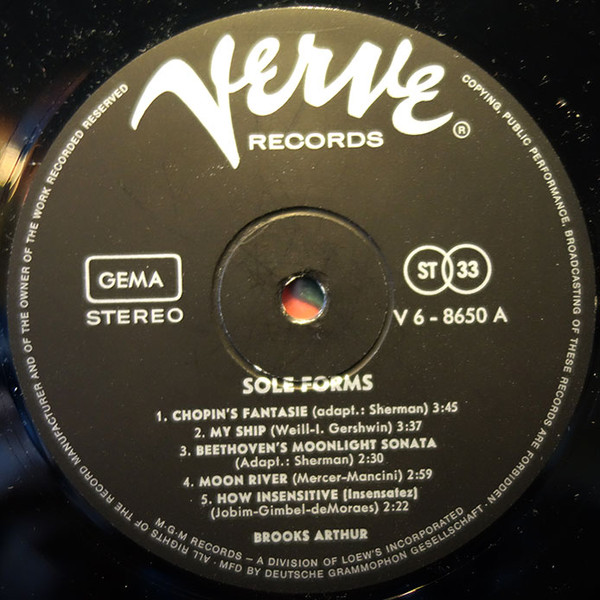 Verve
RECORDS ®
GEMA
STEREO
ST 33
V 6 - 8650 A
SOLE FORMS
1. CHOPIN'S FANTASIE (adapt.: Sherman) 3:45
2. MY SHIP (Weill-I. Gershwin) 3:37
3. BEETHOVEN'S MOONLIGHT SONATA
(Adapt.: Sherman) 2:30
4. MOON RIVER (Mercer-Mancini) 2:59
5. HOW INSENSITIVE (Insensatez)
(Jobim-Gimbel-deMoraes) 2:22
BROOKS ARTHUR
M-G-M RECORDS – A DIVISION OF LOEW'S INCORPORATED
ALL RIGHTS OF THE RECORD MANUFACTURER AND OF THE OWNER OF THE WORK RECORDED RESERVED
COPYING, PUBLIC PERFORMANCE, BROADCASTING OF THESE RECORDS ARE FORBIDDEN · MFD BY DEUTSCHE GRAMMOPHON GESELLSCHAFT ·